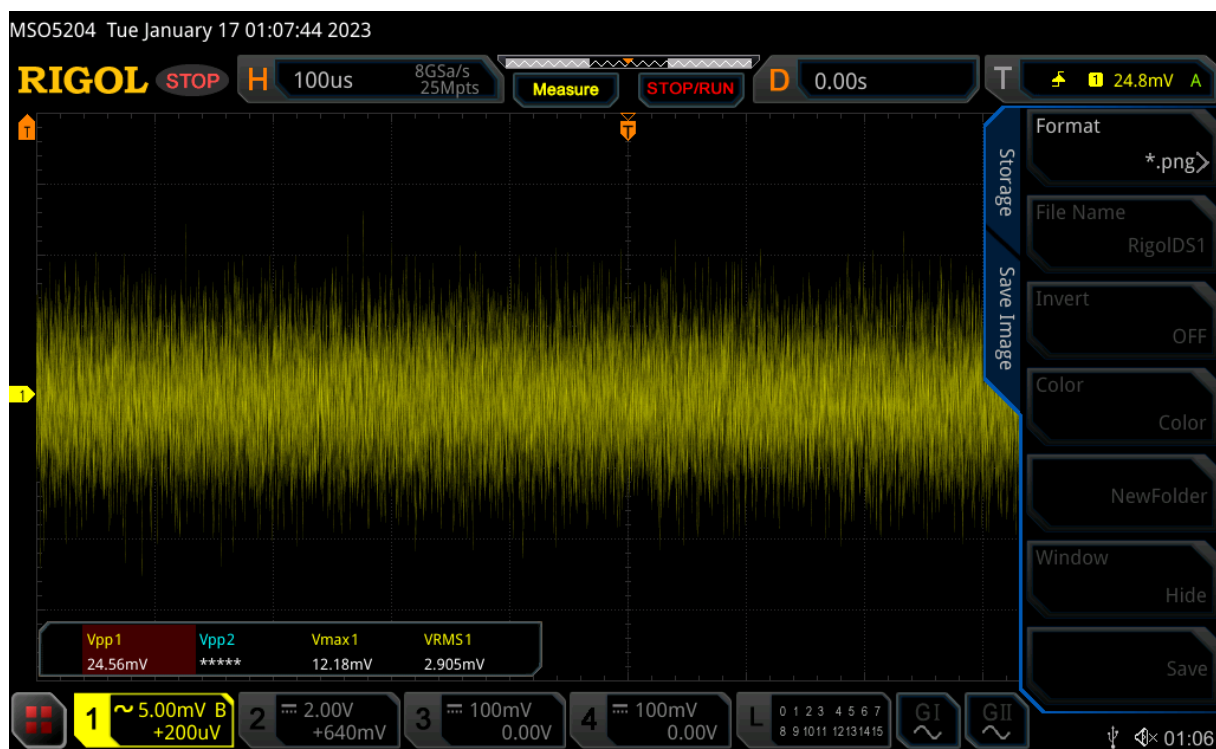 MSO5204 Tue January 17 01:07:44 2023
RIGOL STOP H 100us 8GSa/s 25Mpts Measure STOP/RUN D 0.00s T 1 24.8mV A
T
T
Storage
Save Image
Format
*.png
File Name
RigolDS1
Invert
OFF
Color
Color
NewFolder
Window
Hide
Save
1
Vpp1 Vpp2 Vmax1 VRMS1
24.56mV ***** 12.18mV 2.905mV
1 5.00mV B
+200uV
2 2.00V
+640mV
3 100mV
0.00V
4 100mV
0.00V
L 0 1 2 3 4 5 6 7
8 9 10 11 12 13 14 15
GI
GII
01:06